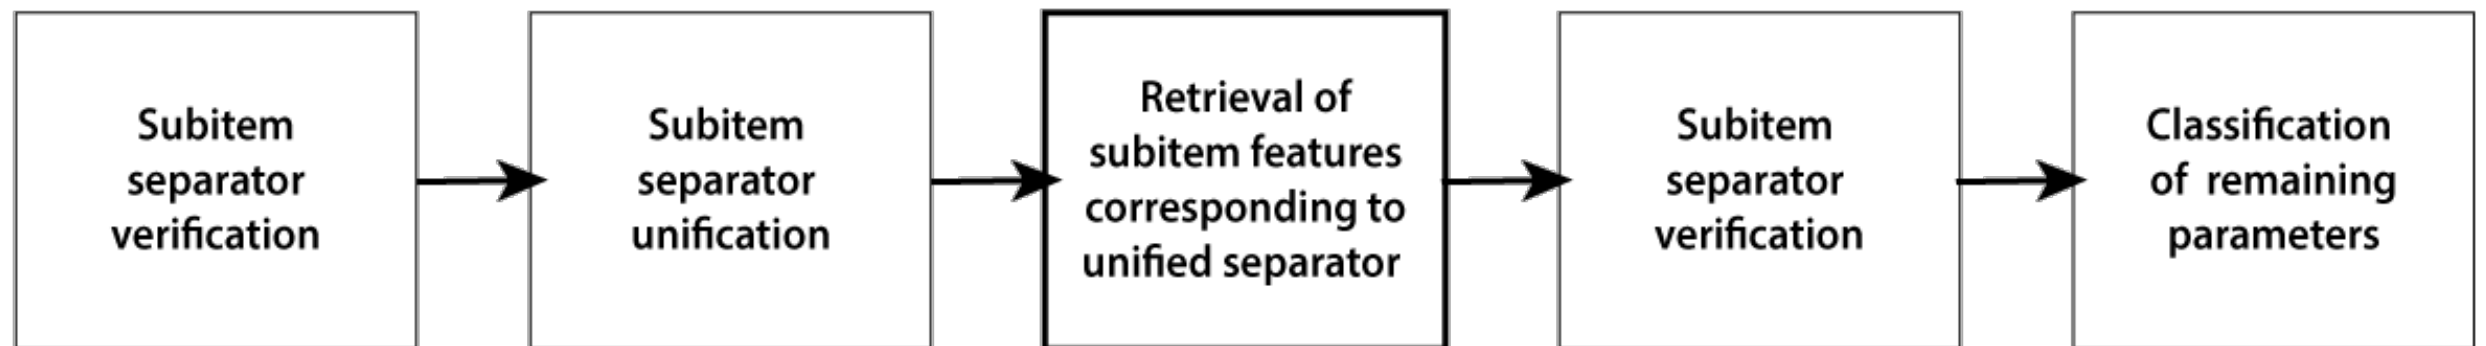 Subitem
separator
verification
Subitem
separator
unification
Retrieval of
subitem features
corresponding to
unified separator
Subitem
separator
verification
Classification
of remaining
parameters